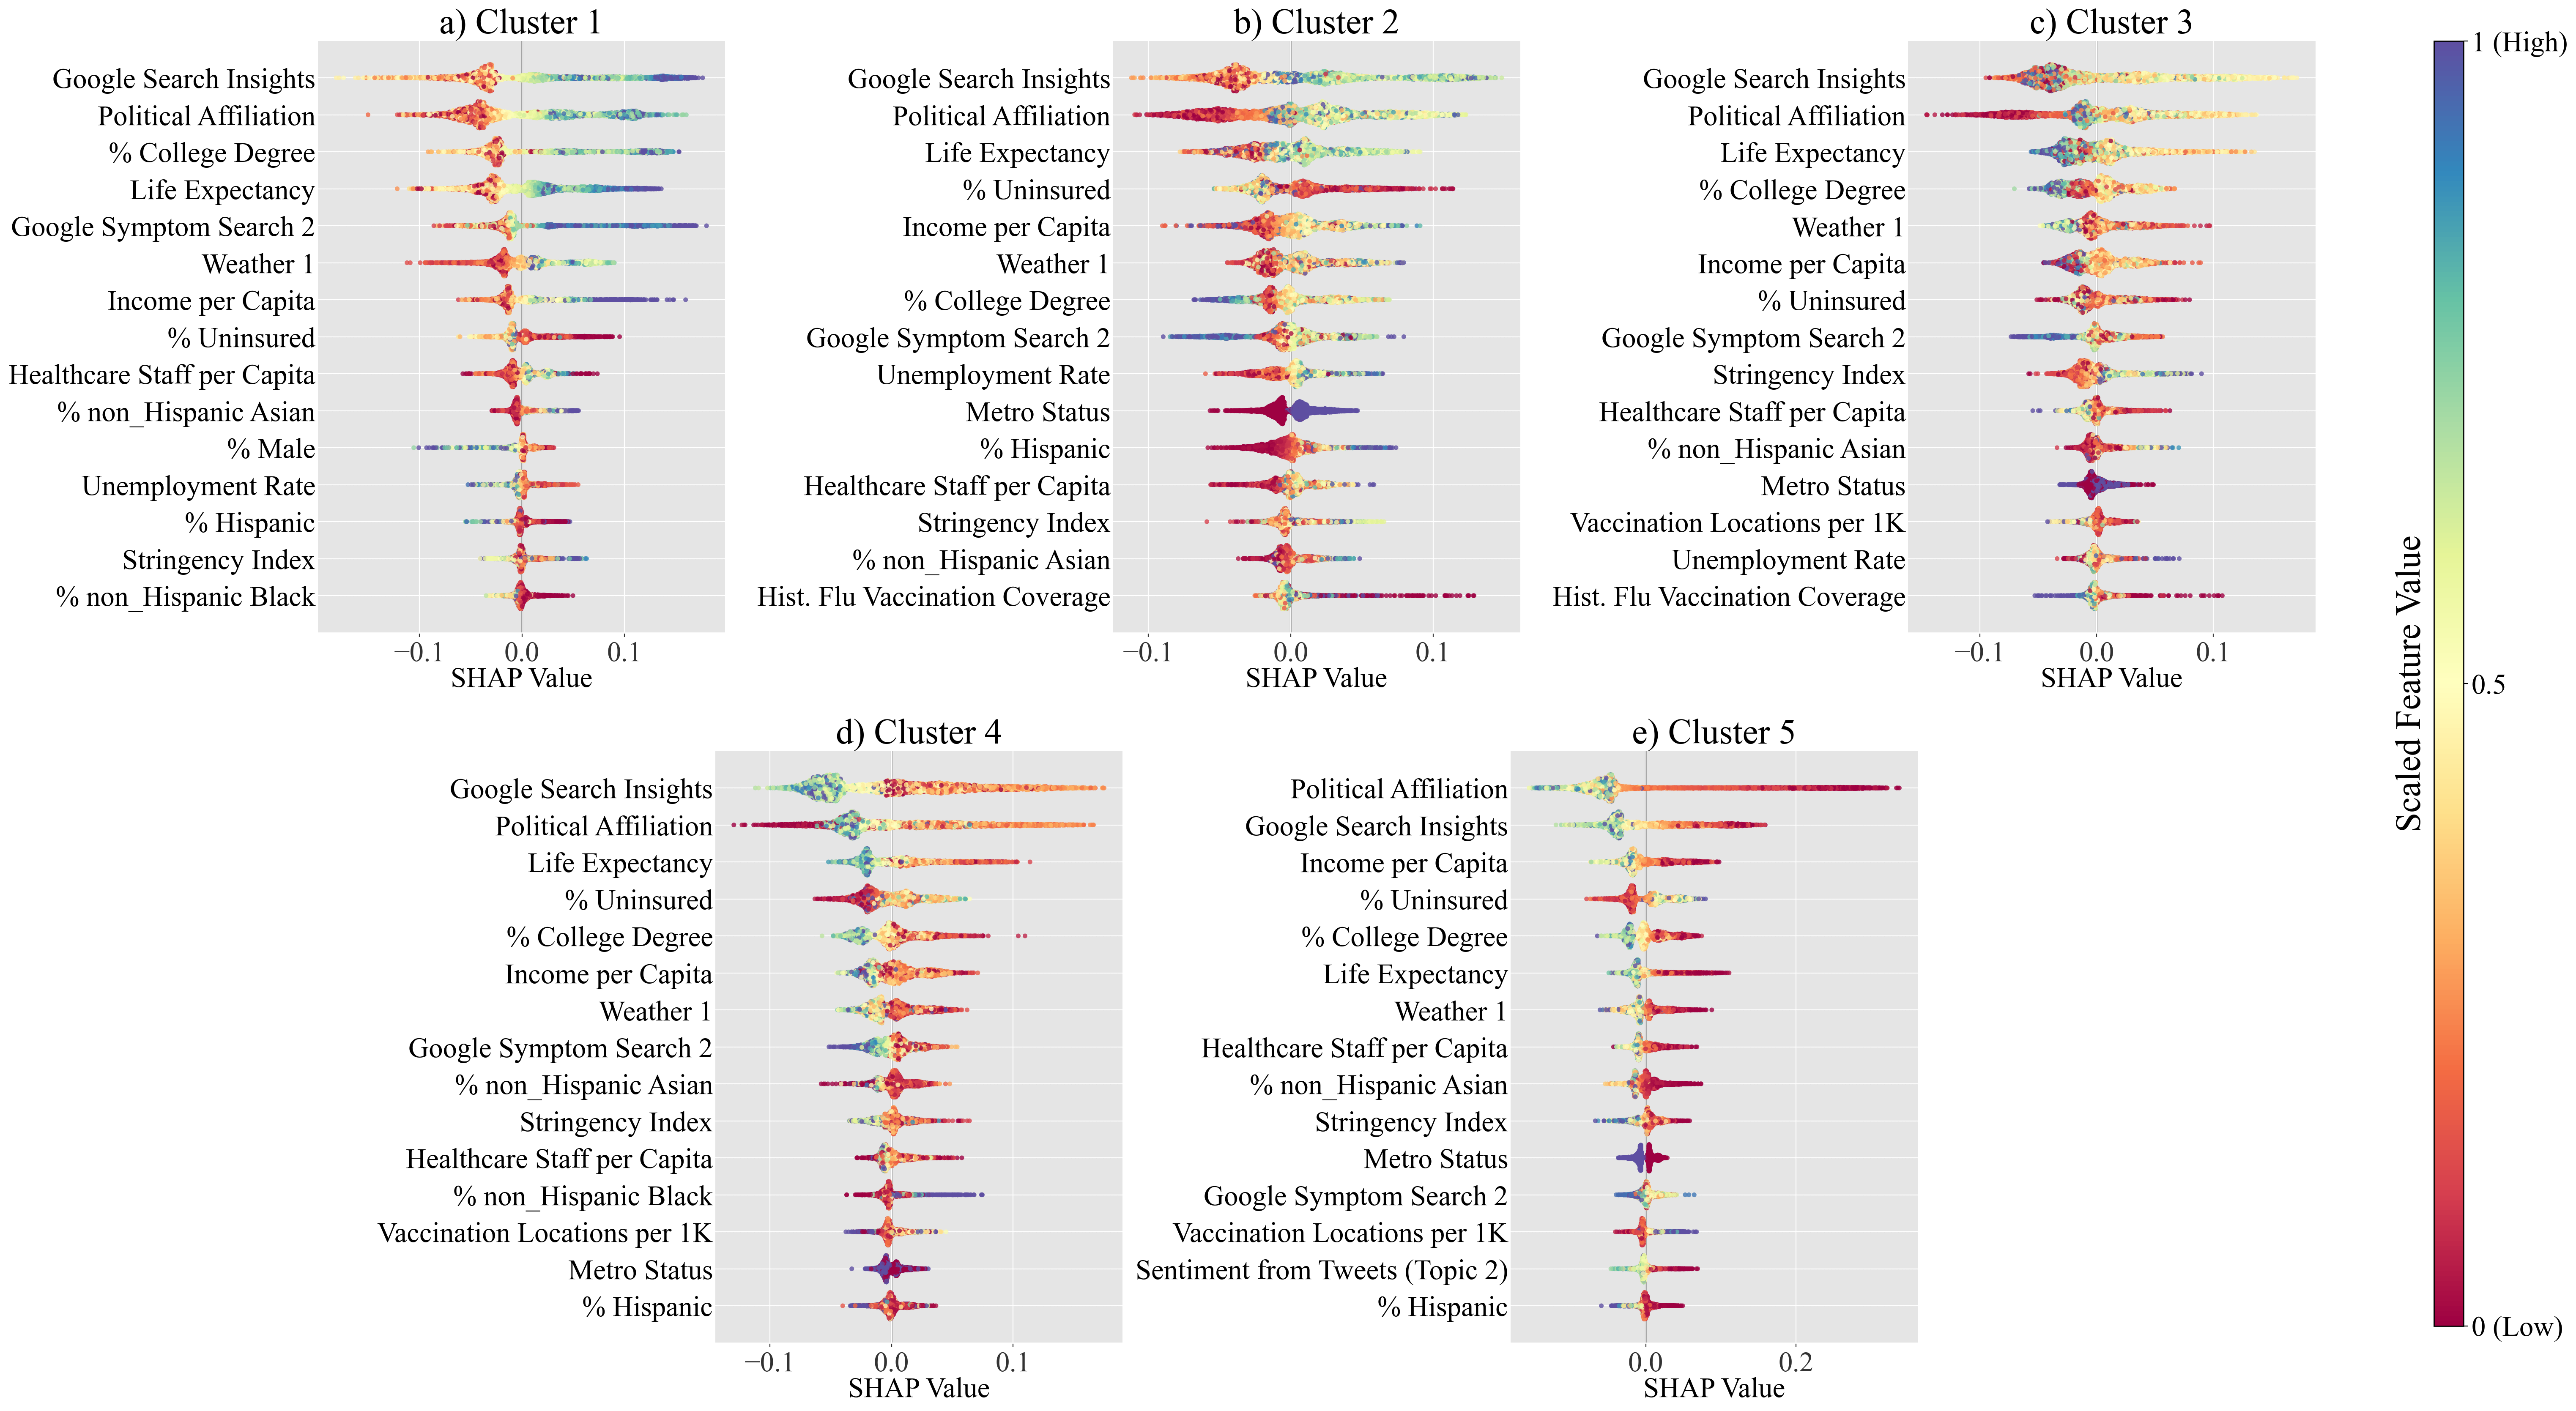 a) Cluster 1
Google Search Insights
Political Affiliation
% College Degree
Life Expectancy
Google Symptom Search 2
Weather 1
Income per Capita
% Uninsured
Healthcare Staff per Capita
% non_Hispanic Asian
% Male
Unemployment Rate
% Hispanic
Stringency Index
% non_Hispanic Black
−0.1 0.0 0.1
SHAP Value
b) Cluster 2
Google Search Insights
Political Affiliation
Life Expectancy
% Uninsured
Income per Capita
Weather 1
% College Degree
Google Symptom Search 2
Unemployment Rate
Metro Status
% Hispanic
Healthcare Staff per Capita
Stringency Index
% non_Hispanic Asian
Hist. Flu Vaccination Coverage
−0.1 0.0 0.1
SHAP Value
c) Cluster 3
Google Search Insights
Political Affiliation
Life Expectancy
% College Degree
Weather 1
Income per Capita
% Uninsured
Google Symptom Search 2
Stringency Index
Healthcare Staff per Capita
% non_Hispanic Asian
Metro Status
Vaccination Locations per 1K
Unemployment Rate
Hist. Flu Vaccination Coverage
−0.1 0.0 0.1
SHAP Value
d) Cluster 4
Google Search Insights
Political Affiliation
Life Expectancy
% Uninsured
% College Degree
Income per Capita
Weather 1
Google Symptom Search 2
% non_Hispanic Asian
Stringency Index
Healthcare Staff per Capita
% non_Hispanic Black
Vaccination Locations per 1K
Metro Status
% Hispanic
−0.1 0.0 0.1
SHAP Value
e) Cluster 5
Political Affiliation
Google Search Insights
Income per Capita
% Uninsured
% College Degree
Life Expectancy
Weather 1
Healthcare Staff per Capita
% non_Hispanic Asian
Stringency Index
Metro Status
Google Symptom Search 2
Vaccination Locations per 1K
Sentiment from Tweets (Topic 2)
% Hispanic
0.0 0.2
SHAP Value
1 (High)
0.5
0 (Low)
Scaled Feature Value